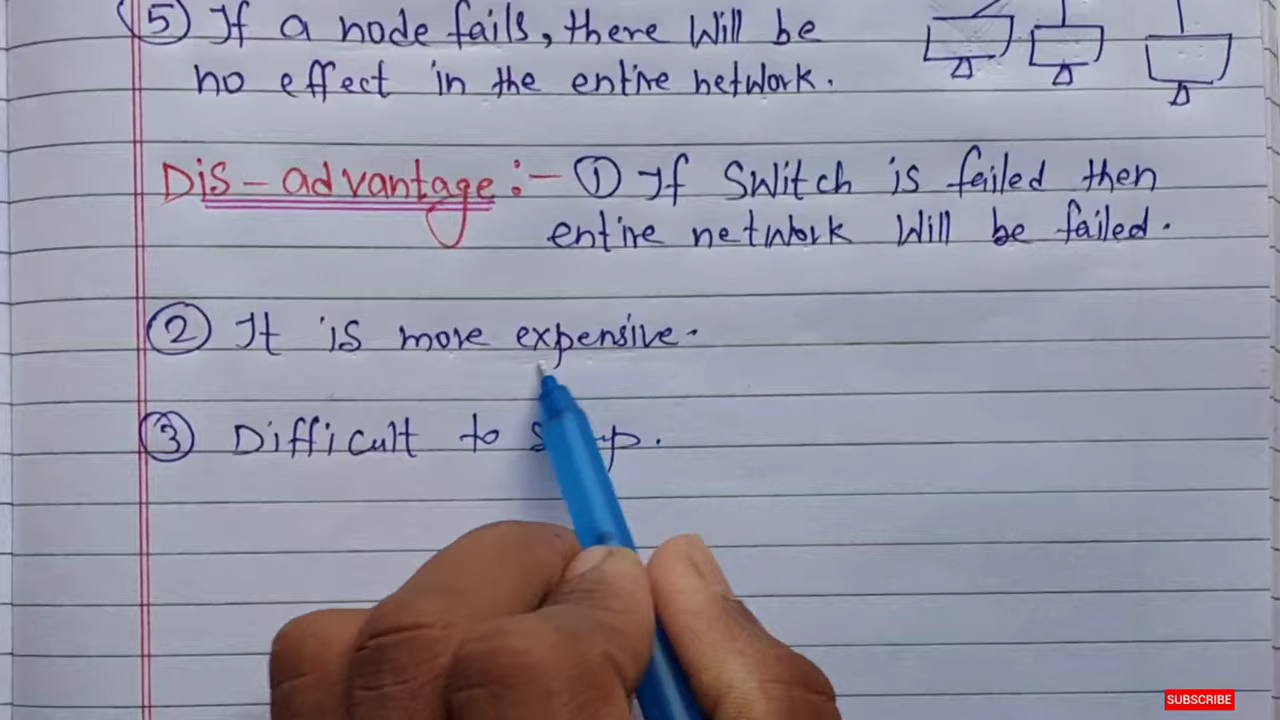 ⑤ If a node fails, there Will be
no effect in the entire network.
Dis-advantage:- ① If Switch is failed then
entire network Will be failed.
② It is more expensive.
③ Difficult to
SUBSCRIBE